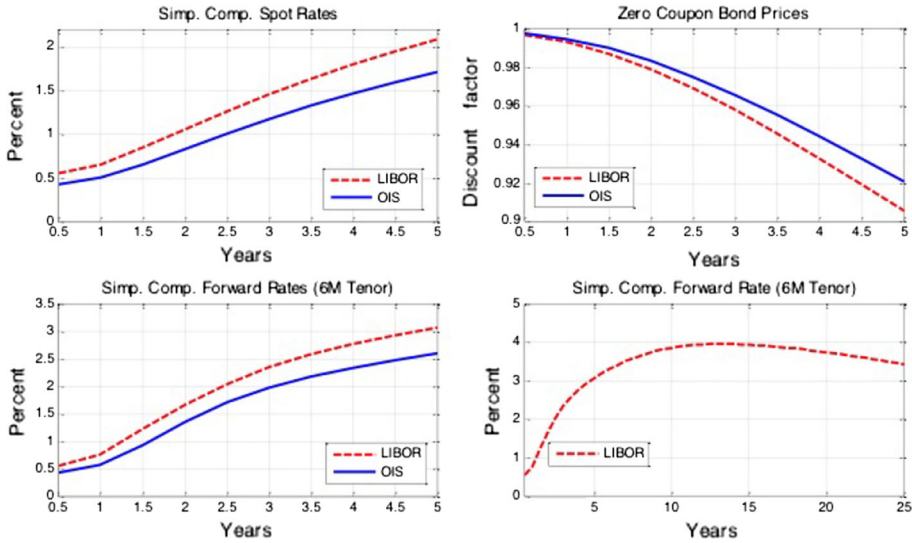 Simp. Comp. Spot Rates
Percent
2
1.5
1
0.5
0
LIBOR
OIS
0.5 1 1.5 2 2.5 3 3.5 4 4.5 5
Years
Zero Coupon Bond Prices
Discount factor
1
0.98
0.96
0.94
0.92
0.9
LIBOR
OIS
0.5 1 1.5 2 2.5 3 3.5 4 4.5 5
Years
Simp. Comp. Forward Rates (6M Tenor)
Percent
3.5
3
2.5
2
1.5
1
0.5
0
LIBOR
OIS
0.5 1 1.5 2 2.5 3 3.5 4 4.5 5
Years
Simp. Comp. Forward Rate (6M Tenor)
Percent
5
4
3
2
1
0
LIBOR
5 10 15 20 25
Years